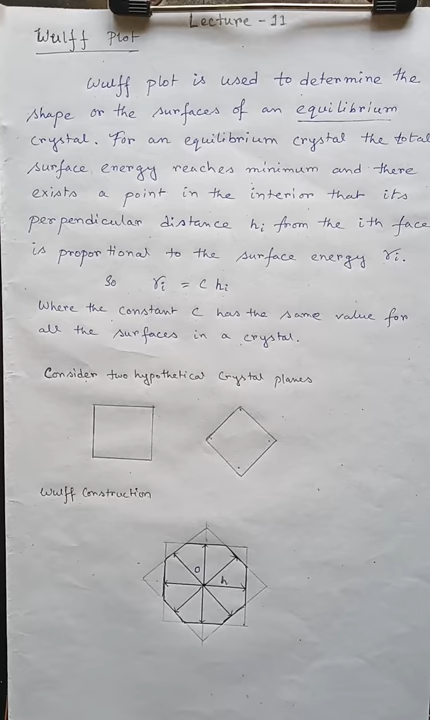 Lecture - 11
Wulff Plot
Wulff plot is used to determine the
shape or the surfaces of an equilibrium
crystal. For an equilibrium crystal the total
surface energy reaches minimum and there
exists a point in the interior that its
perpendicular distance hi from the ith face
is proportional to the surface energy γi.
So γi = c hi
Where the constant C has the same value for
all the surfaces in a crystal.
Consider two hypothetical Crystal planes
Wulff Construction
O
h